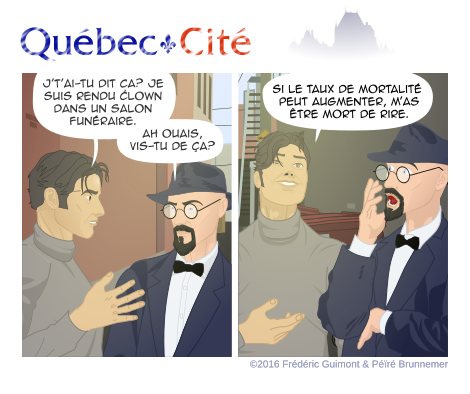 Québec⚜Cité
J'T'AI-TU DIT ÇA? JE
SUIS RENDU CLOWN
DANS UN SALON
FUNÉRAIRE.
AH OUAIS,
VIS-TU DE ÇA?
SI LE TAUX DE MORTALITÉ
PEUT AUGMENTER, M'AS
ÊTRE MORT DE RIRE.
©2016 Frédéric Guimont & Péïré Brunnemer